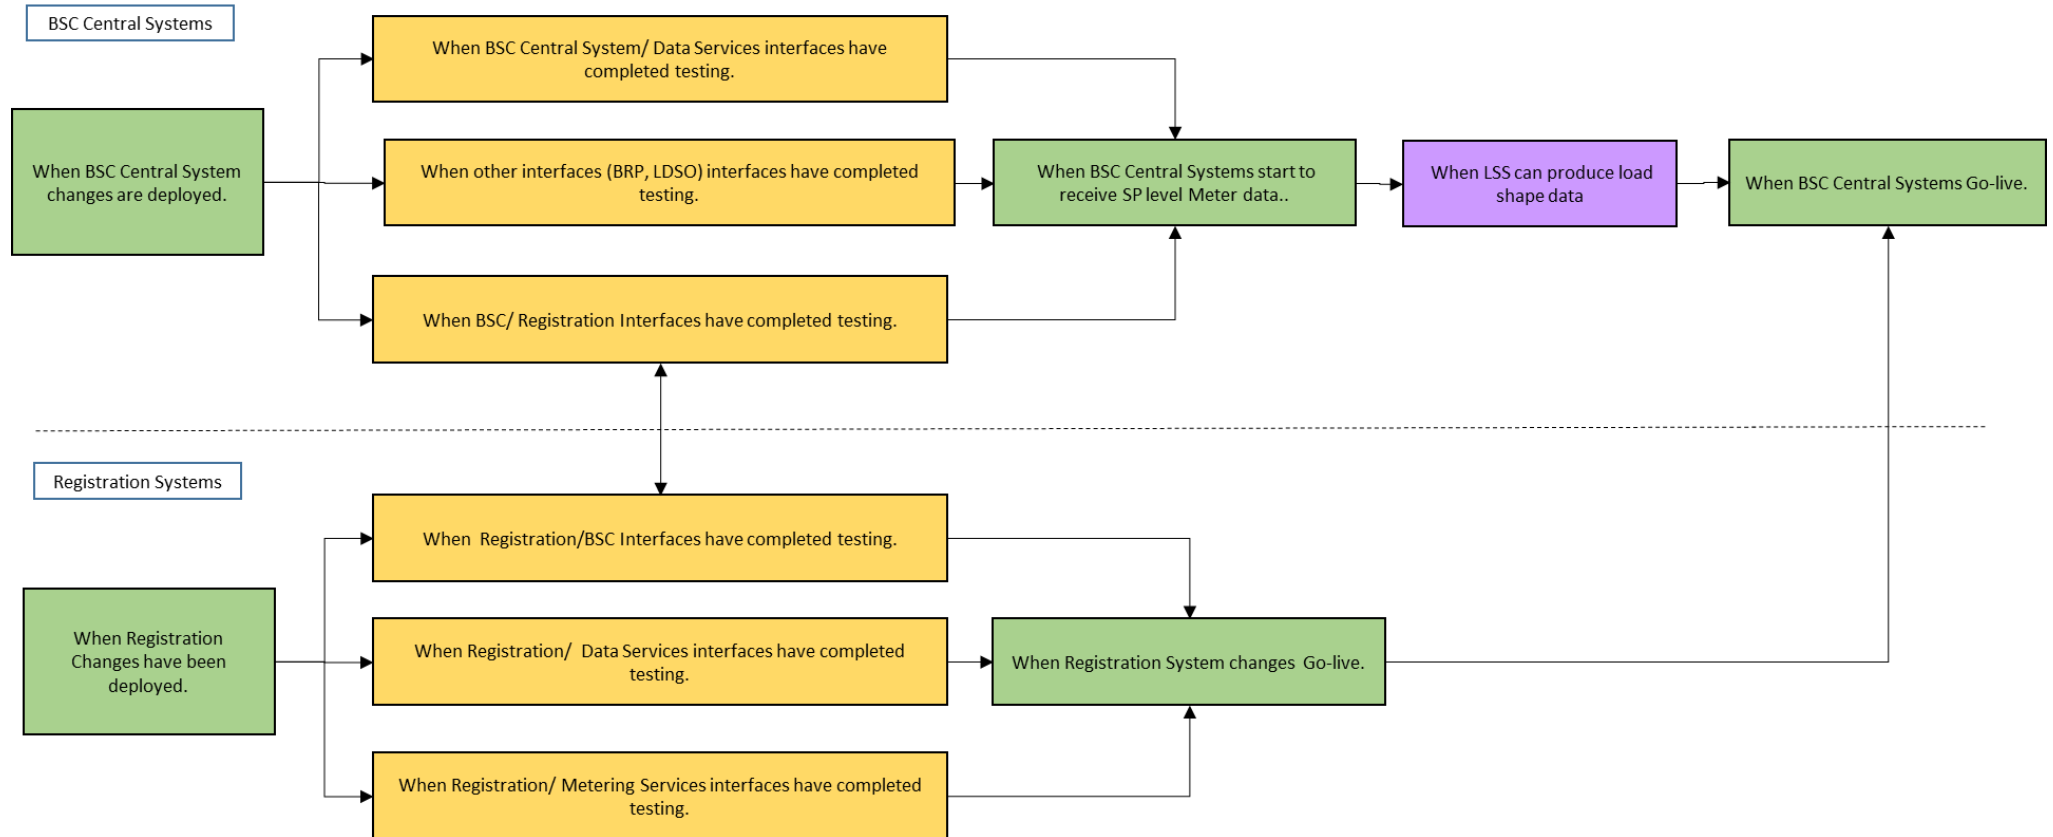 BSC Central Systems
When BSC Central System/ Data Services interfaces have
completed testing.
When BSC Central System
changes are deployed.
When other interfaces (BRP, LDSO) interfaces have completed
testing.
When BSC Central Systems start to
receive SP level Meter data..
When LSS can produce load
shape data
When BSC Central Systems Go-live.
When BSC/ Registration Interfaces have completed testing.
Registration Systems
When  Registration/BSC Interfaces have completed testing.
When Registration
Changes have been
deployed.
When Registration/  Data Services interfaces have completed
testing.
When Registration System changes  Go-live.
When Registration/ Metering Services interfaces have completed
testing.